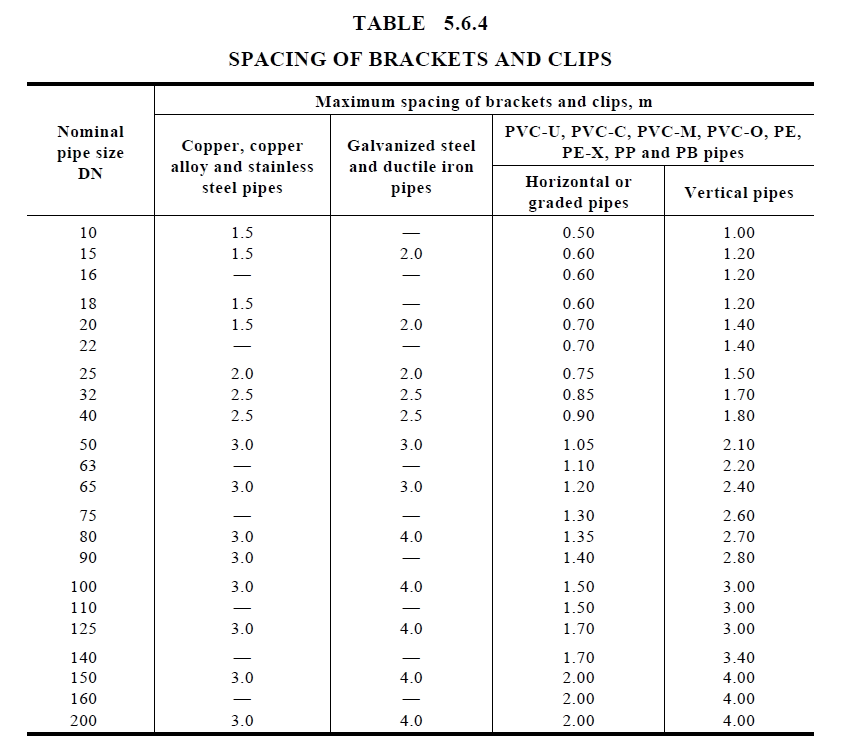 TABLE 5.6.4
SPACING OF BRACKETS AND CLIPS
Nominal pipe size DN
Maximum spacing of brackets and clips, m
Copper, copper alloy and stainless steel pipes
Galvanized steel and ductile iron pipes
PVC-U, PVC-C, PVC-M, PVC-O, PE, PE-X, PP and PB pipes
Horizontal or graded pipes
Vertical pipes
10 1.5 — 0.50 1.00
15 1.5 2.0 0.60 1.20
16 — — 0.60 1.20
18 1.5 — 0.60 1.20
20 1.5 2.0 0.70 1.40
22 — — 0.70 1.40
25 2.0 2.0 0.75 1.50
32 2.5 2.5 0.85 1.70
40 2.5 2.5 0.90 1.80
50 3.0 3.0 1.05 2.10
63 — — 1.10 2.20
65 3.0 3.0 1.20 2.40
75 — — 1.30 2.60
80 3.0 4.0 1.35 2.70
90 3.0 — 1.40 2.80
100 3.0 4.0 1.50 3.00
110 — — 1.50 3.00
125 3.0 4.0 1.70 3.00
140 — — 1.70 3.40
150 3.0 4.0 2.00 4.00
160 — — 2.00 4.00
200 3.0 4.0 2.00 4.00